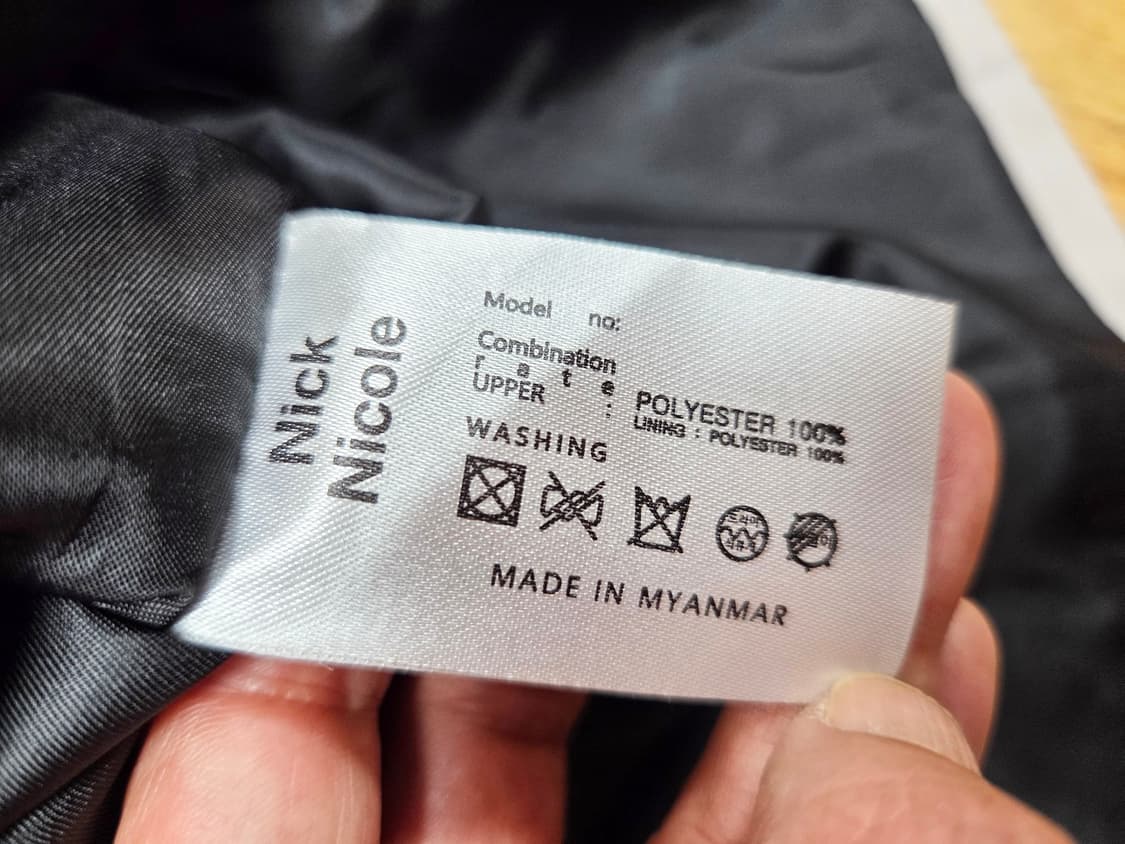 Nick
Nicole
Model no:
Combination
r a t e
UPPER : POLYESTER 100%
LINING : POLYESTER 100%
WASHING
MADE IN MYANMAR